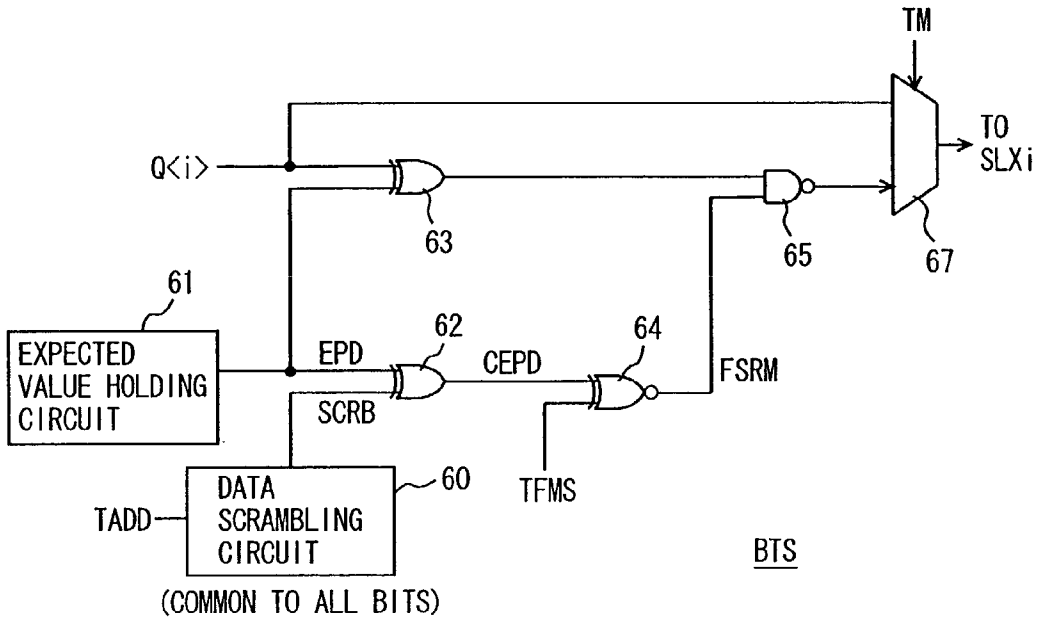 TM
TO
SLXi
Q<i>
63
65
67
61
EXPECTED
VALUE HOLDING
CIRCUIT
EPD
62
CEPD
64
FSRM
SCRB
TFMS
TADD
DATA
SCRAMBLING
CIRCUIT
60
BTS
(COMMON TO ALL BITS)